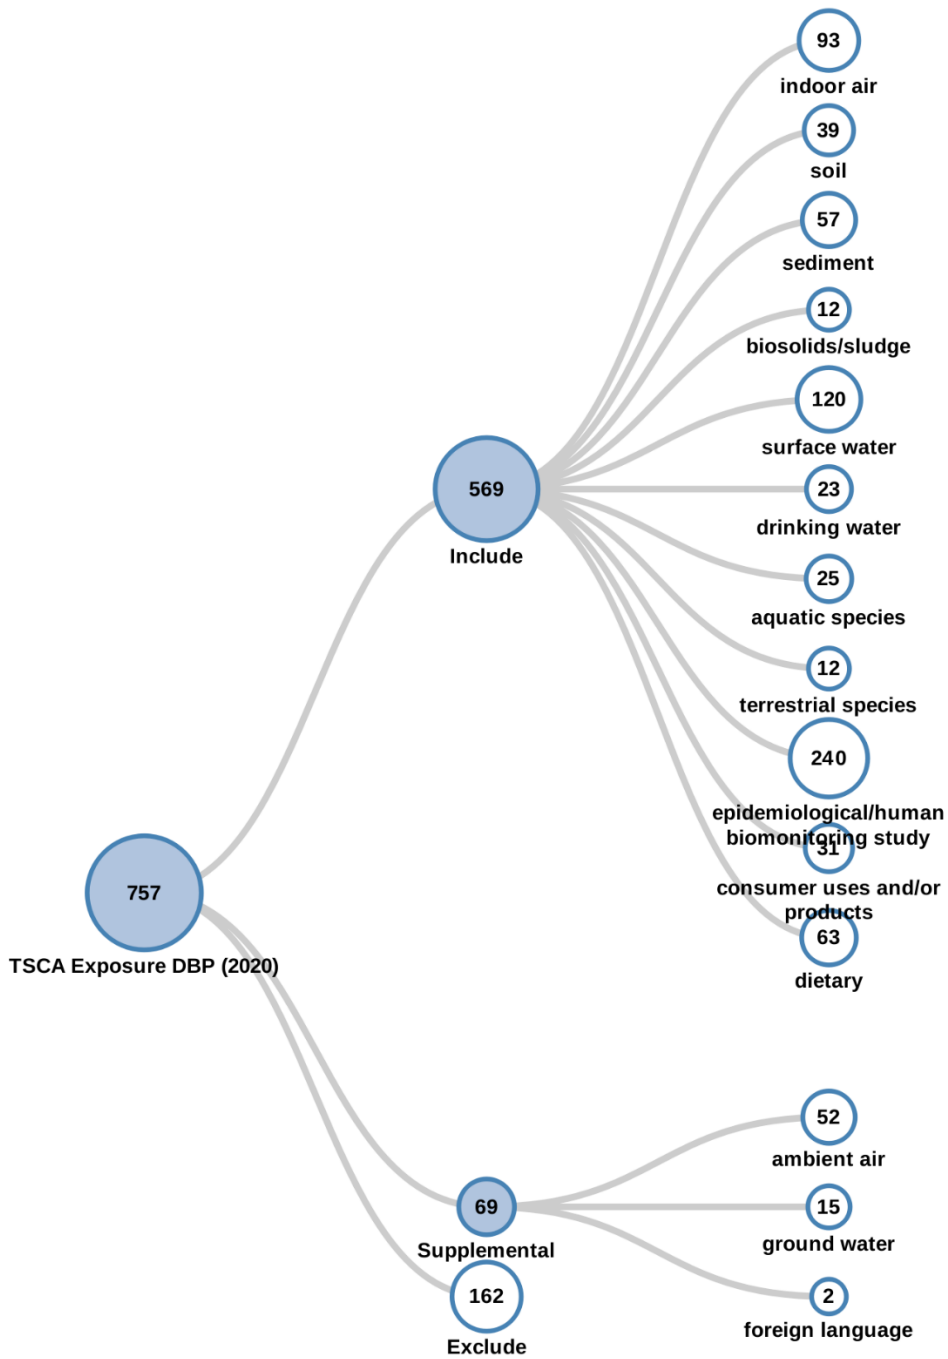 93
indoor air
39
soil
57
sediment
12
biosolids/sludge
120
surface water
569
Include
23
drinking water
25
aquatic species
12
terrestrial species
240
epidemiological/human
biomonitoring study
31
consumer uses and/or
products
63
dietary
757
TSCA Exposure DBP (2020)
52
ambient air
69
Supplemental
15
ground water
162
Exclude
2
foreign language